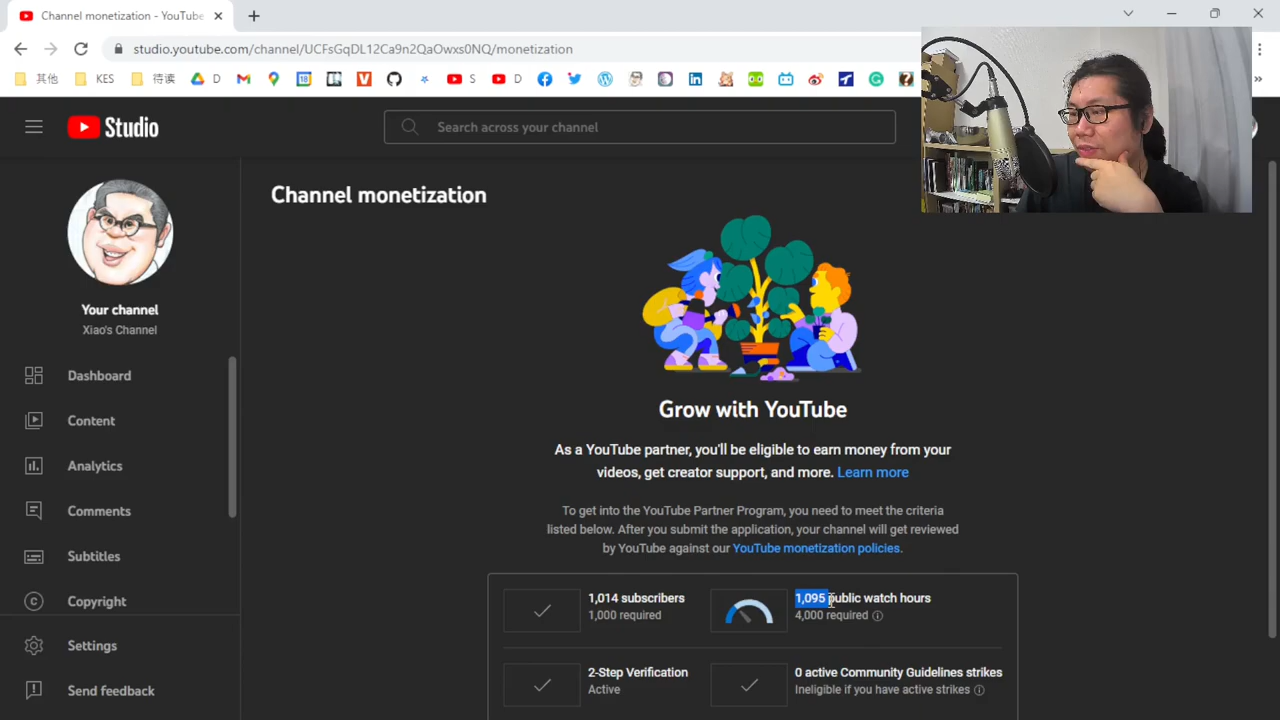 Channel monetization - YouTube
studio.youtube.com/channel/UCFsGqDL12Ca9n2QaOwxs0NQ/monetization
其他 KES 待读 D S D
Studio
Search across your channel
Your channel
Xiao's Channel
Dashboard
Content
Analytics
Comments
Subtitles
Copyright
Settings
Send feedback
Channel monetization
Grow with YouTube
As a YouTube partner, you'll be eligible to earn money from your
videos, get creator support, and more. Learn more
To get into the YouTube Partner Program, you need to meet the criteria
listed below. After you submit the application, your channel will get reviewed
by YouTube against our YouTube monetization policies.
1,014 subscribers
1,000 required
1,095 public watch hours
4,000 required
2-Step Verification
Active
0 active Community Guidelines strikes
Ineligible if you have active strikes